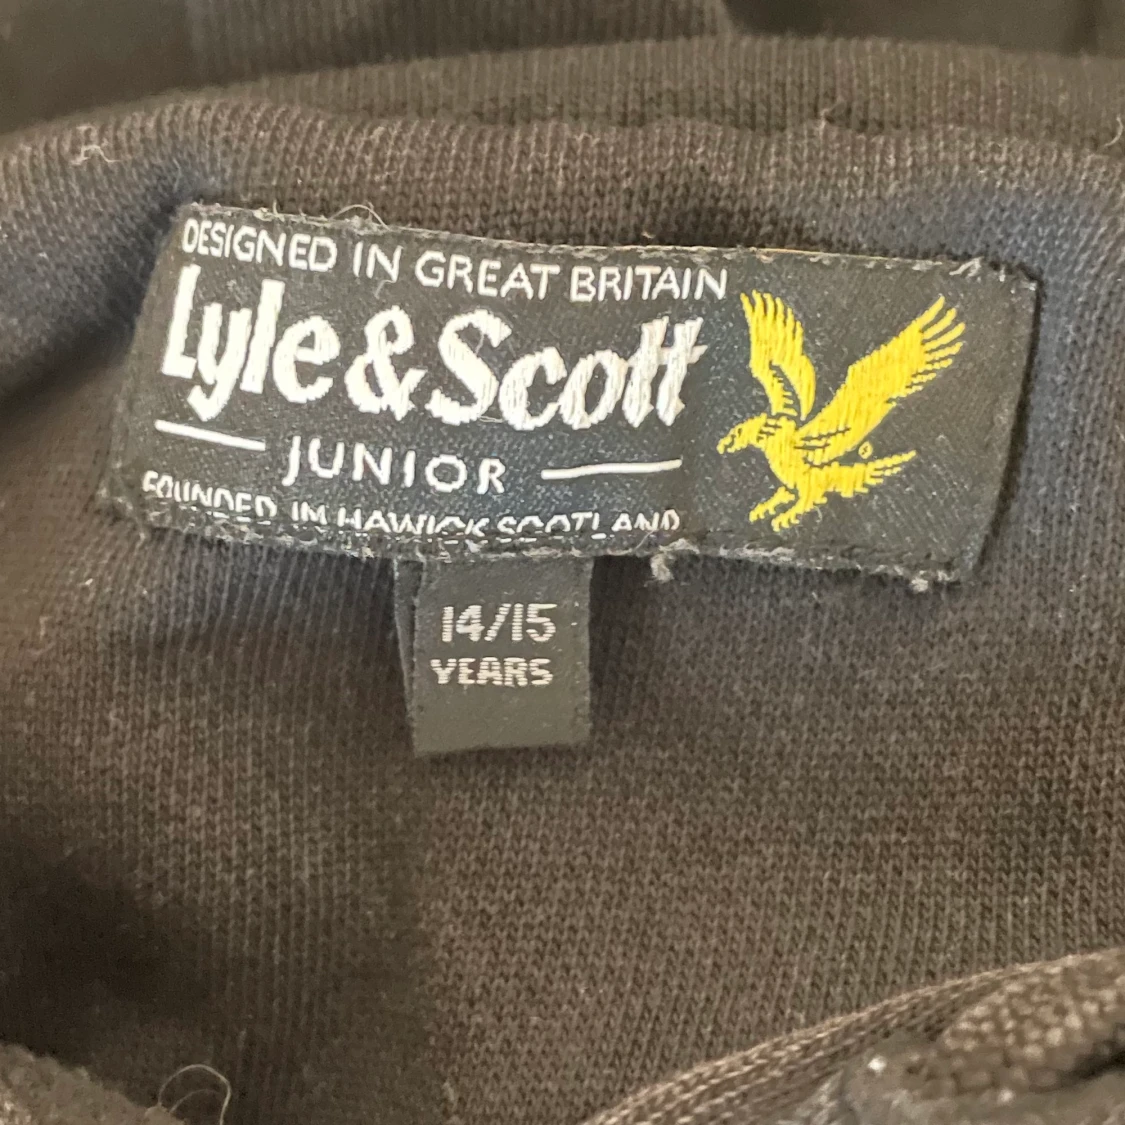 DESIGNED IN GREAT BRITAIN
Lyle & Scott
JUNIOR
FOUNDED IN HAWICK SCOTLAND
14/15
YEARS